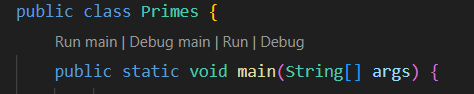 public class Primes {
Run main | Debug main | Run | Debug
public static void main(String[] args) {